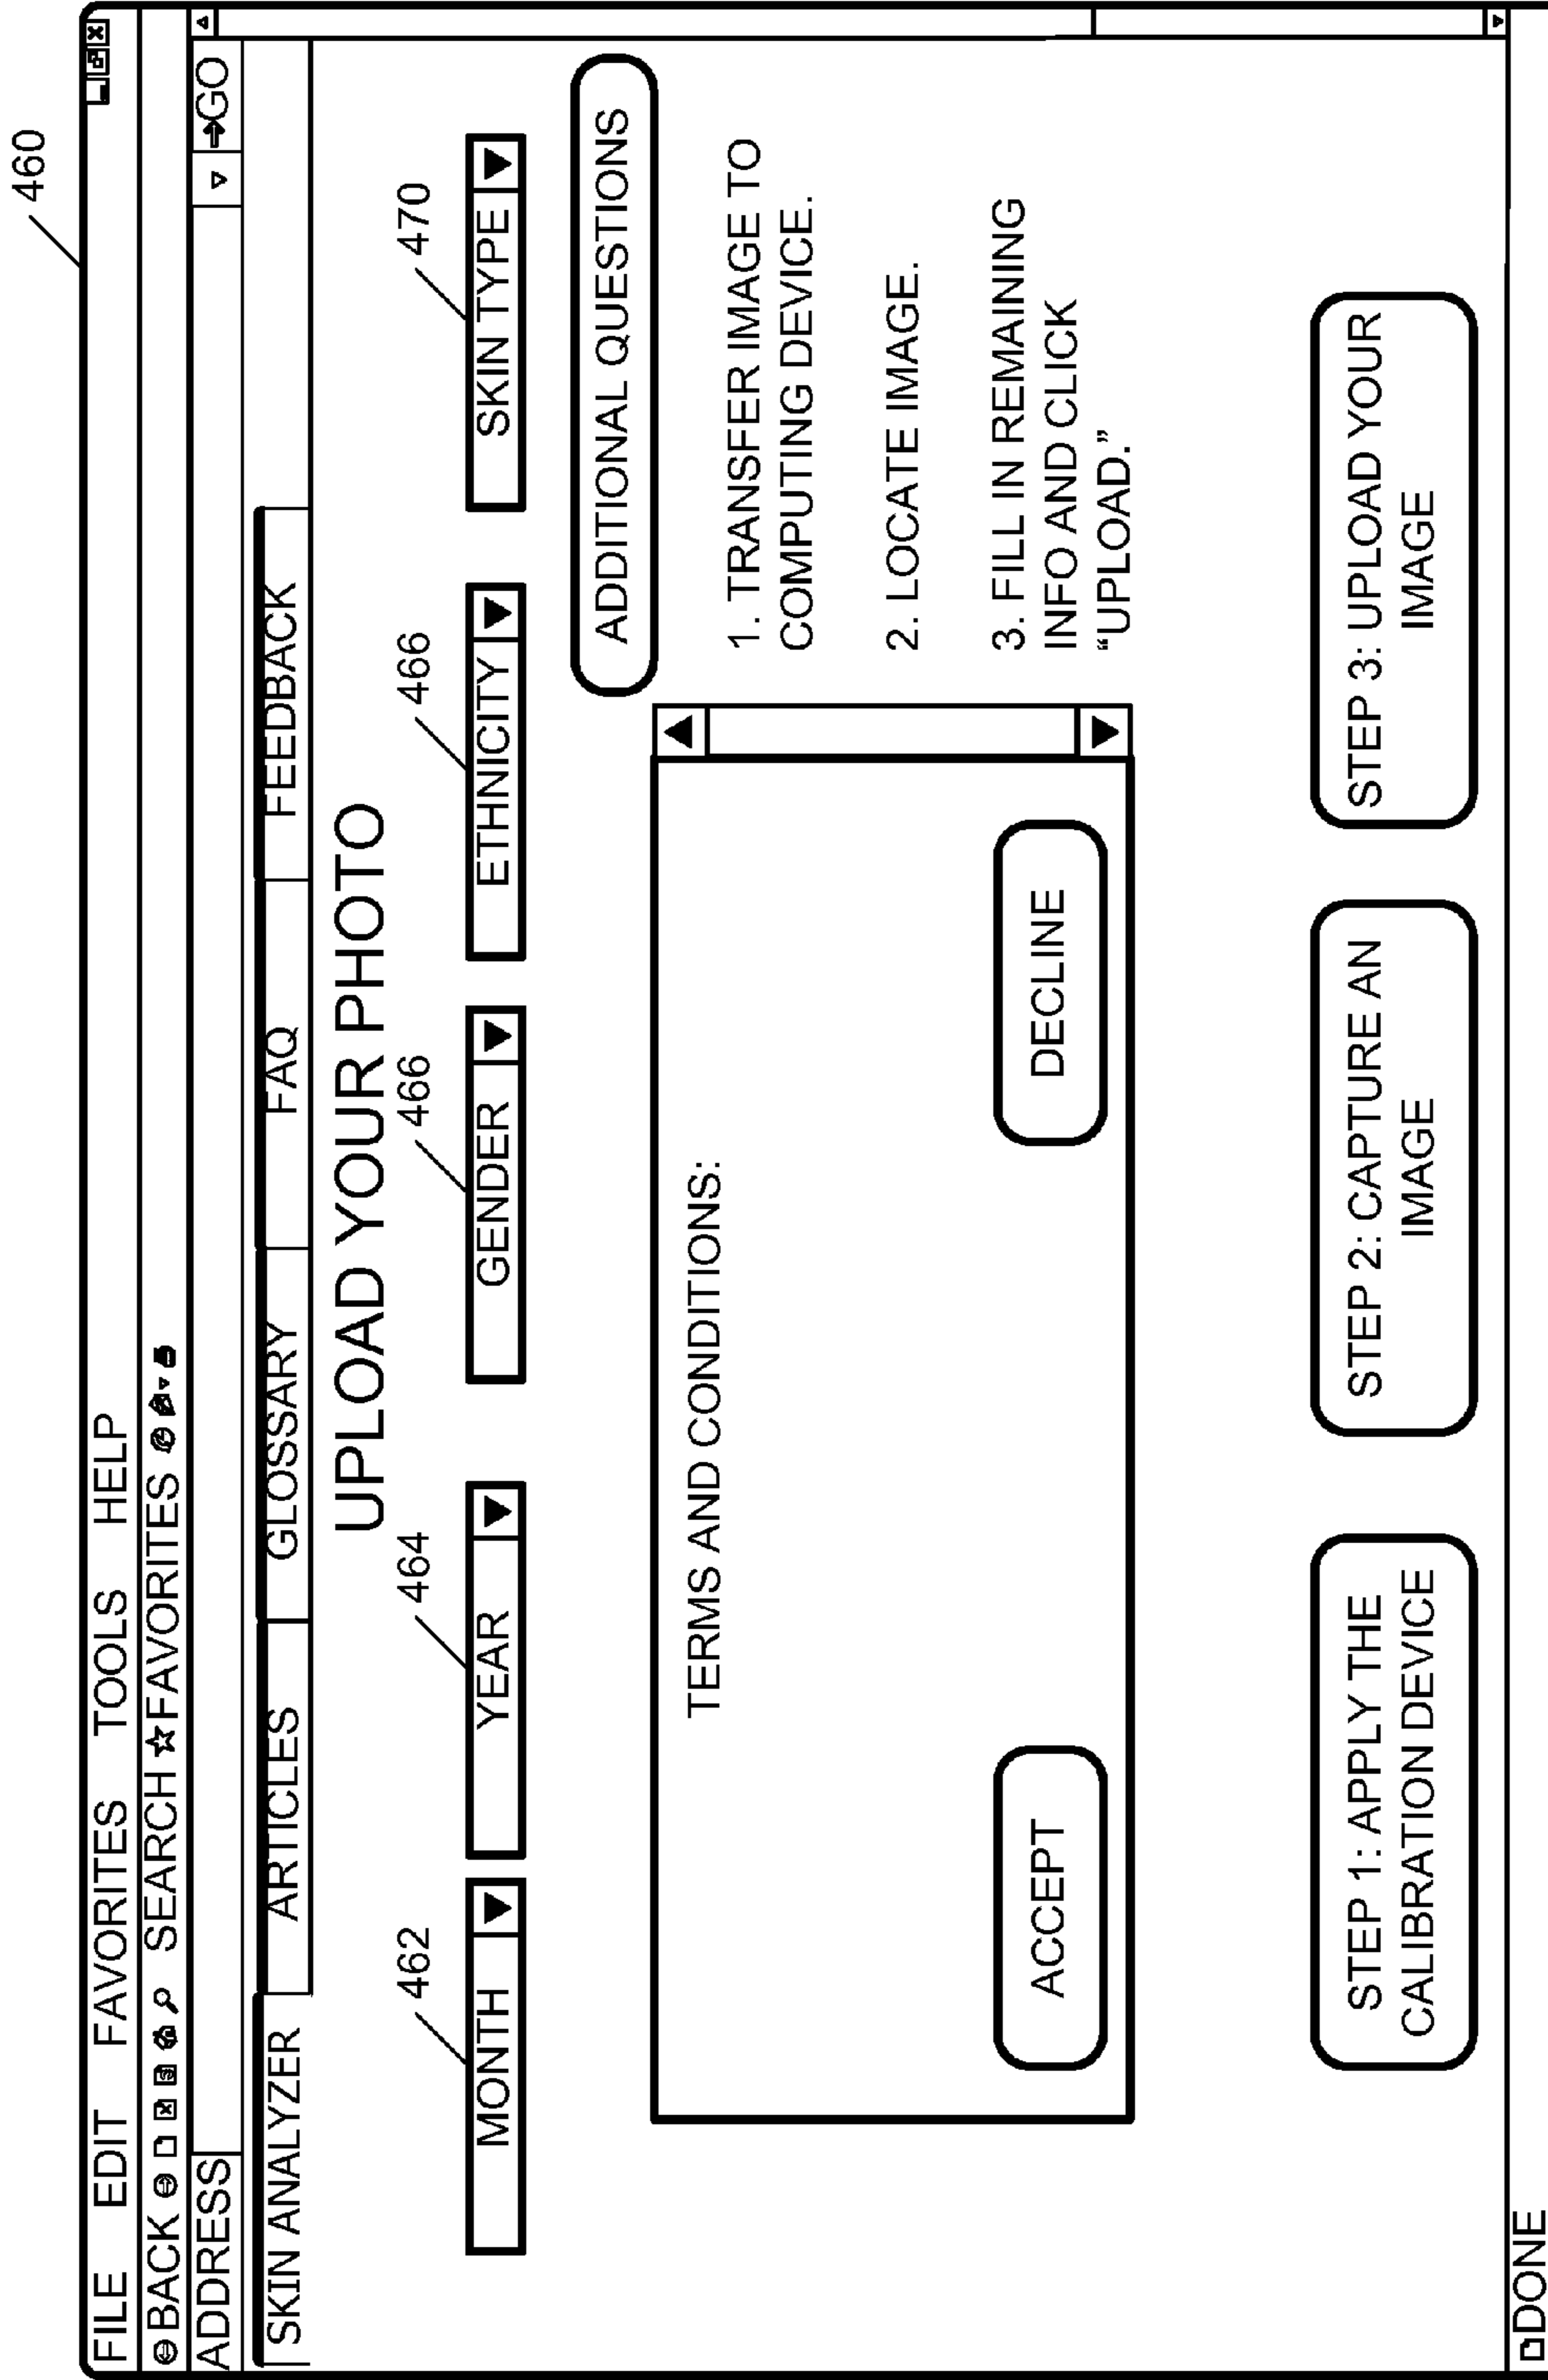 460
FILE EDIT FAVORITES TOOLS HELP
BACK SEARCH FAVORITES
ADDRESS GO
SKIN ANALYZER ARTICLES GLOSSARY FAQ FEEDBACK
UPLOAD YOUR PHOTO
462 464 466 466 470
MONTH YEAR GENDER ETHNICITY SKIN TYPE
ADDITIONAL QUESTIONS
TERMS AND CONDITIONS:
ACCEPT DECLINE
1. TRANSFER IMAGE TO
COMPUTING DEVICE.
2. LOCATE IMAGE.
3. FILL IN REMAINING
INFO AND CLICK
“UPLOAD.”
STEP 1: APPLY THE
CALIBRATION DEVICE
STEP 2: CAPTURE AN
IMAGE
STEP 3: UPLOAD YOUR
IMAGE
DONE